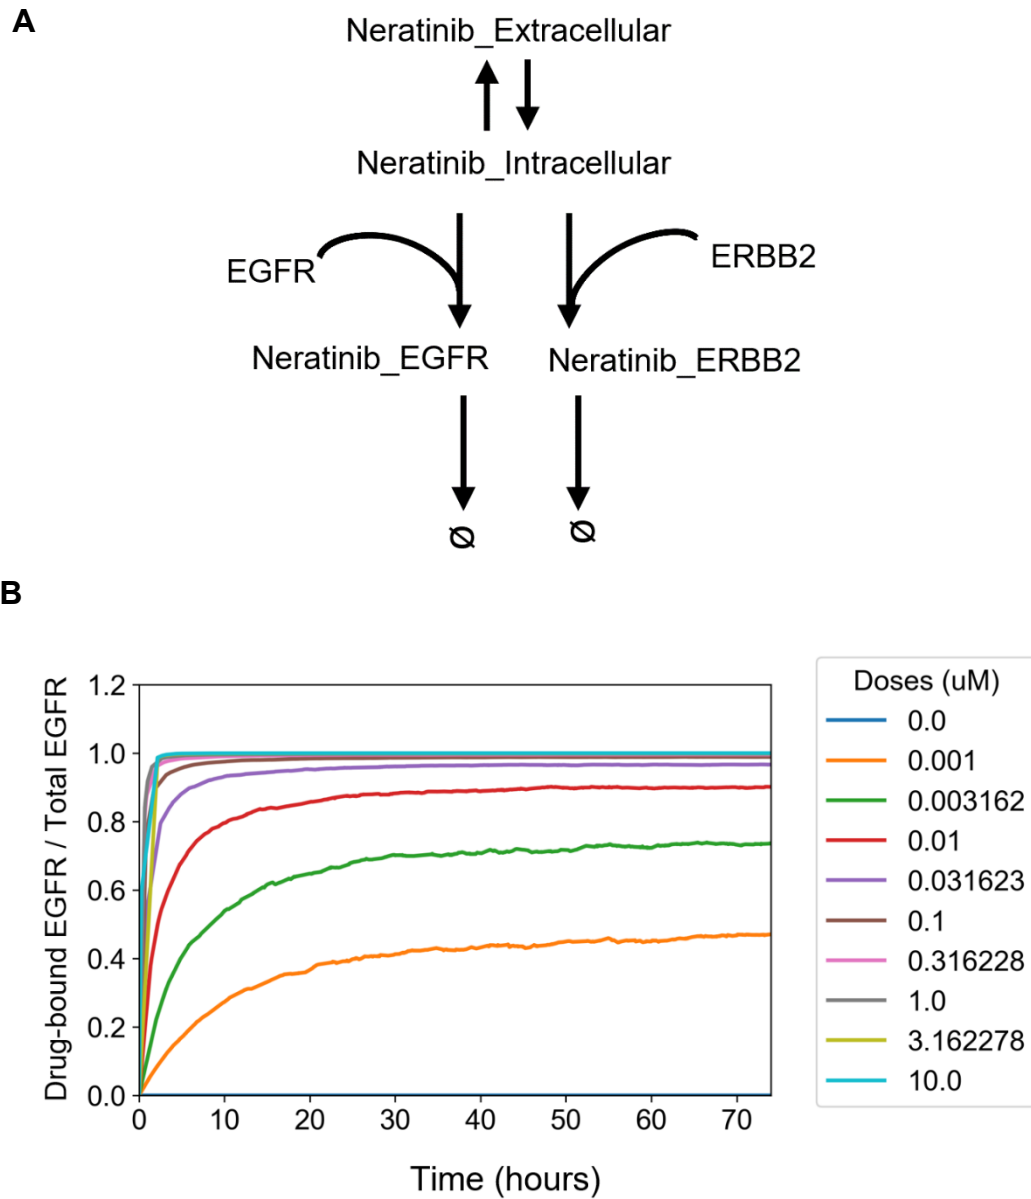 A
Neratinib_Extracellular
Neratinib_Intracellular
EGFR
ERBB2
Neratinib_EGFR
Neratinib_ERBB2
Ø
Ø
B
Drug-bound EGFR / Total EGFR
1.2
1.0
0.8
0.6
0.4
0.2
0.0
0
10
20
30
40
50
60
70
Time (hours)
Doses (uM)
0.0
0.001
0.003162
0.01
0.031623
0.1
0.316228
1.0
3.162278
10.0